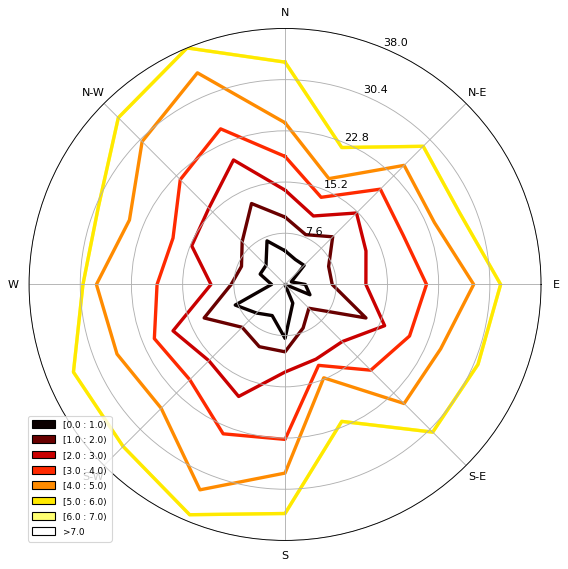 N
38.0
N-W
N-E
30.4
22.8
15.2
7.6
W
E
[0.0 : 1.0)
[1.0 : 2.0)
[2.0 : 3.0)
[3.0 : 4.0)
[4.0 : 5.0)
[5.0 : 6.0)
[6.0 : 7.0)
>7.0
S-W
S-E
S